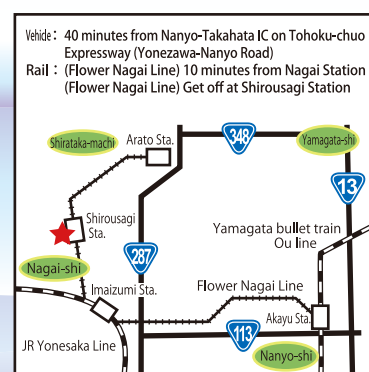 Vehide : 40 minutes from Nanyo-Takahata IC on Tohoku-chuo
Expressway (Yonezawa-Nanyo Road)
Rail : (Flower Nagai Line) 10 minutes from Nagai Station
(Flower Nagai Line) Get off at Shirousagi Station
Shirataka-machi
Arato Sta.
348
Yamagata-shi
13
Shirousagi
Sta.
Yamagata bullet train
Ou line
287
Nagai-shi
Imaizumi Sta.
Flower Nagai Line
Akayu Sta.
113
JR Yonesaka Line
Nanyo-shi